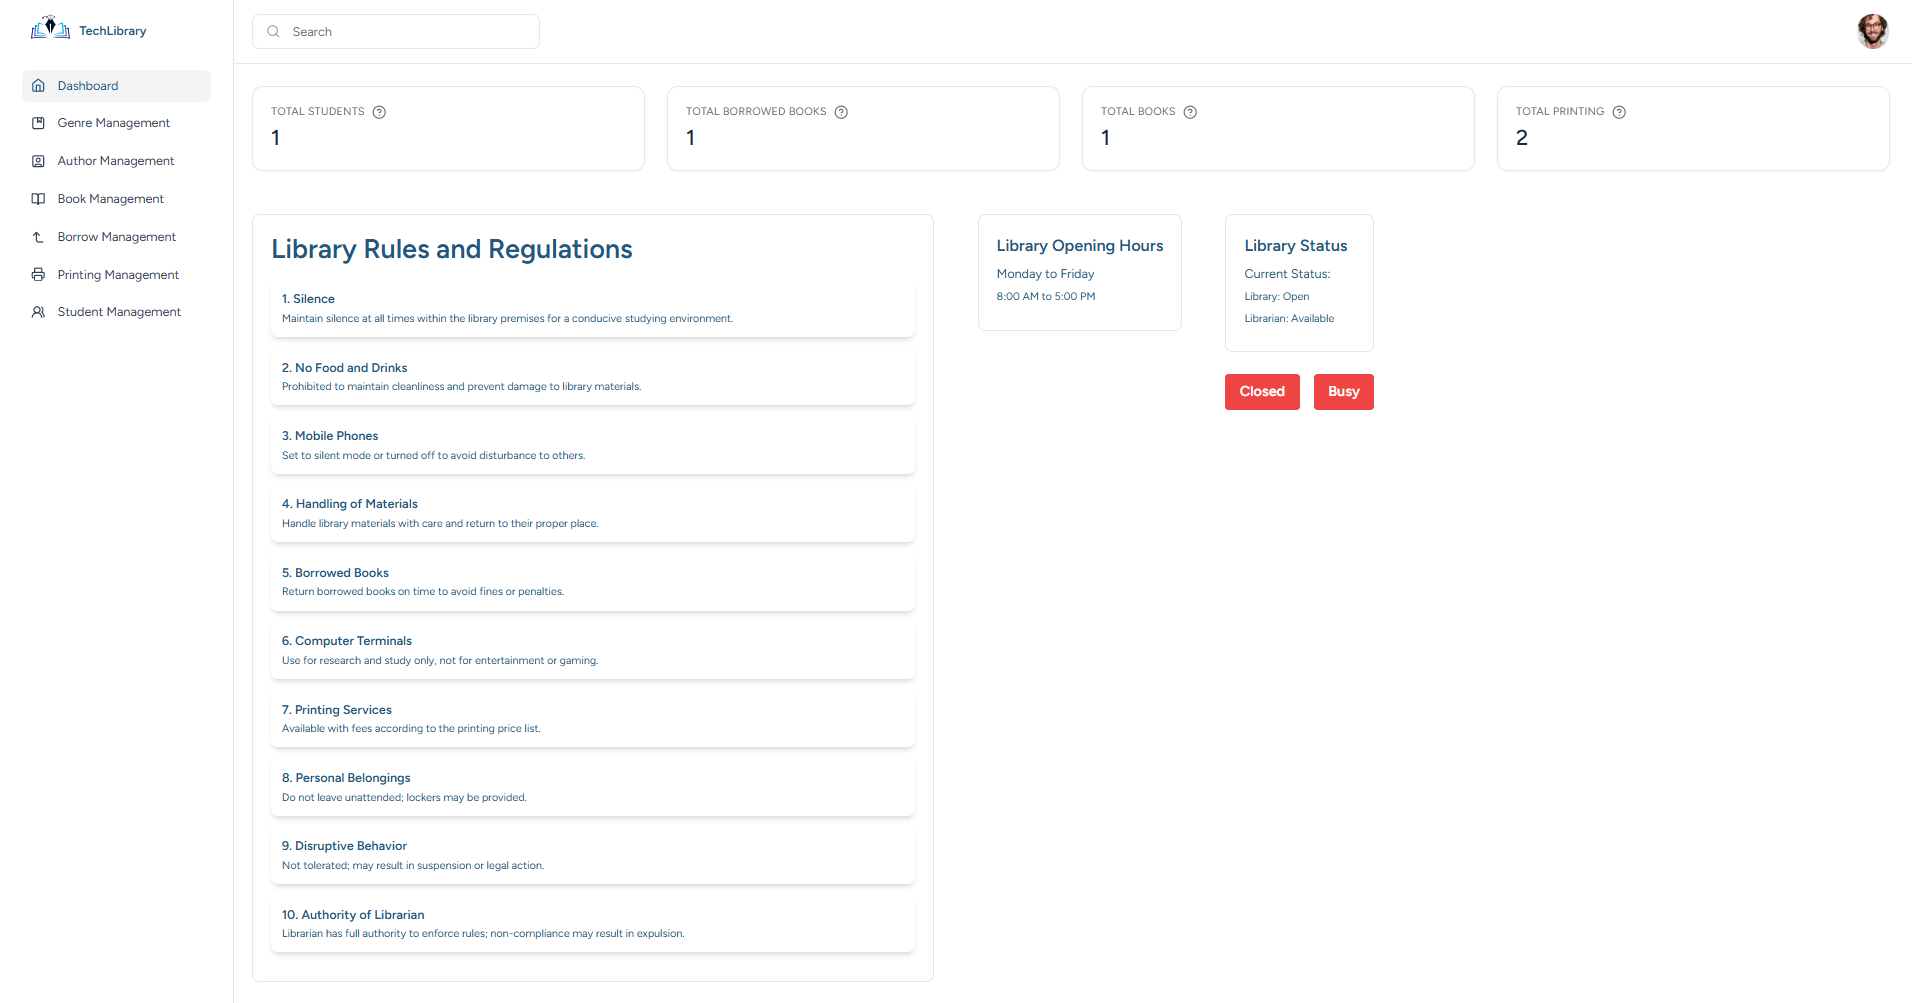 TechLibrary
Search
Dashboard
Genre Management
Author Management
Book Management
Borrow Management
Printing Management
Student Management
TOTAL STUDENTS
1
TOTAL BORROWED BOOKS
1
TOTAL BOOKS
1
TOTAL PRINTING
2
Library Rules and Regulations
1. Silence
Maintain silence at all times within the library premises for a conducive studying environment.
2. No Food and Drinks
Prohibited to maintain cleanliness and prevent damage to library materials.
3. Mobile Phones
Set to silent mode or turned off to avoid disturbance to others.
4. Handling of Materials
Handle library materials with care and return to their proper place.
5. Borrowed Books
Return borrowed books on time to avoid fines or penalties.
6. Computer Terminals
Use for research and study only, not for entertainment or gaming.
7. Printing Services
Available with fees according to the printing price list.
8. Personal Belongings
Do not leave unattended; lockers may be provided.
9. Disruptive Behavior
Not tolerated; may result in suspension or legal action.
10. Authority of Librarian
Librarian has full authority to enforce rules; non-compliance may result in expulsion.
Library Opening Hours
Monday to Friday
8:00 AM to 5:00 PM
Library Status
Current Status:
Library: Open
Librarian: Available
Closed
Busy